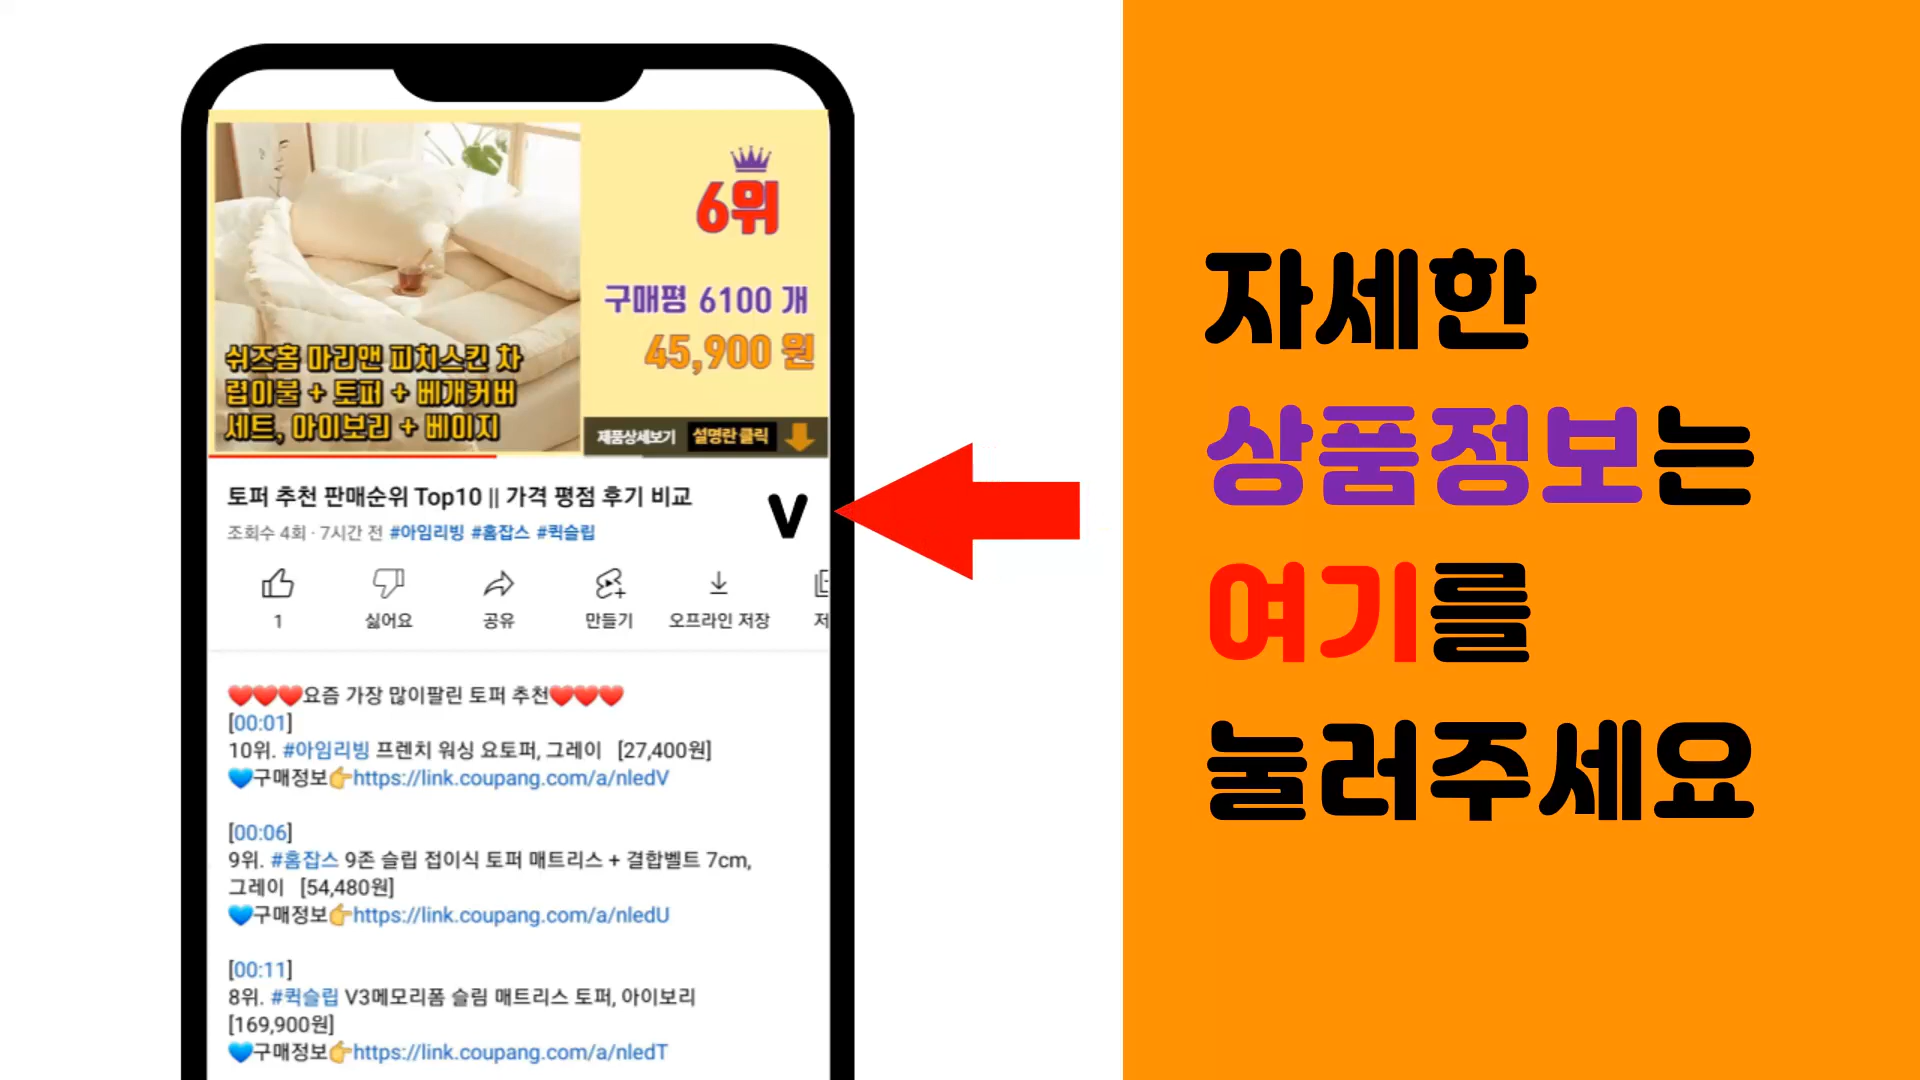 6위
구매평 6100 개
45,900 원
쉬즈홈 마리앤 피치스킨 차
렵이불 + 토퍼 + 베개커버
세트, 아이보리 + 베이지
제품상세보기 설명란 클릭
토퍼 추천 판매순위 Top10 || 가격 평점 후기 비교
V
조회수 4회 · 7시간 전 #아임리빙 #홈잡스 #퀵슬립
1 싫어요 공유 만들기 오프라인 저장 저
❤️❤️❤️요즘 가장 많이팔린 토퍼 추천❤️❤️❤️
[00:01]
10위. #아임리빙 프렌치 워싱 요토퍼, 그레이 [27,400원]
💙구매정보👉https://link.coupang.com/a/nledV
[00:06]
9위. #홈잡스 9존 슬립 접이식 토퍼 매트리스 + 결합벨트 7cm,
그레이 [54,480원]
💙구매정보👉https://link.coupang.com/a/nledU
[00:11]
8위. #퀵슬립 V3메모리폼 슬림 매트리스 토퍼, 아이보리
[169,900원]
💙구매정보👉https://link.coupang.com/a/nledT
자세한
상품정보는
여기를
눌러주세요